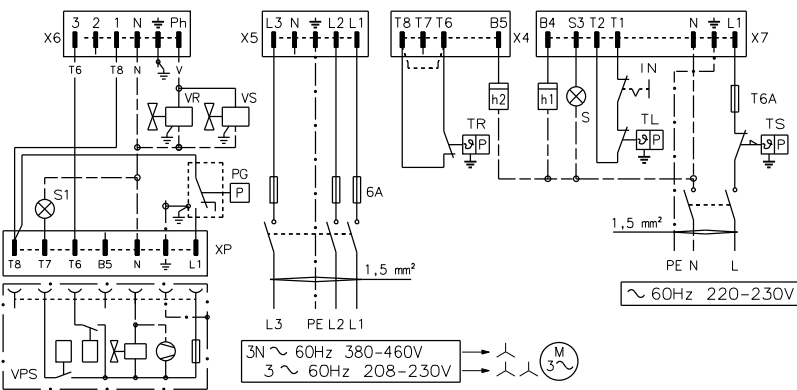 3 2 1 N Ph
X6
T6 T8 N V
VR VS
PG
P
S1
XP
T8 T7 T6 B5 N L1
VPS
L3 N L2 L1
X5
6A
1,5 mm²
L3 PE L2 L1
3N ~ 60Hz 380-460V
3 ~ 60Hz 208-230V
M
3~
T8 T7 T6 B5
X4
h2
TR
ϑ P
B4 S3 T2 T1 N L1
X7
h1
S
IN
TL
ϑ P
T6A
TS
ϑ P
1,5 mm²
PE N L
~ 60Hz 220-230V